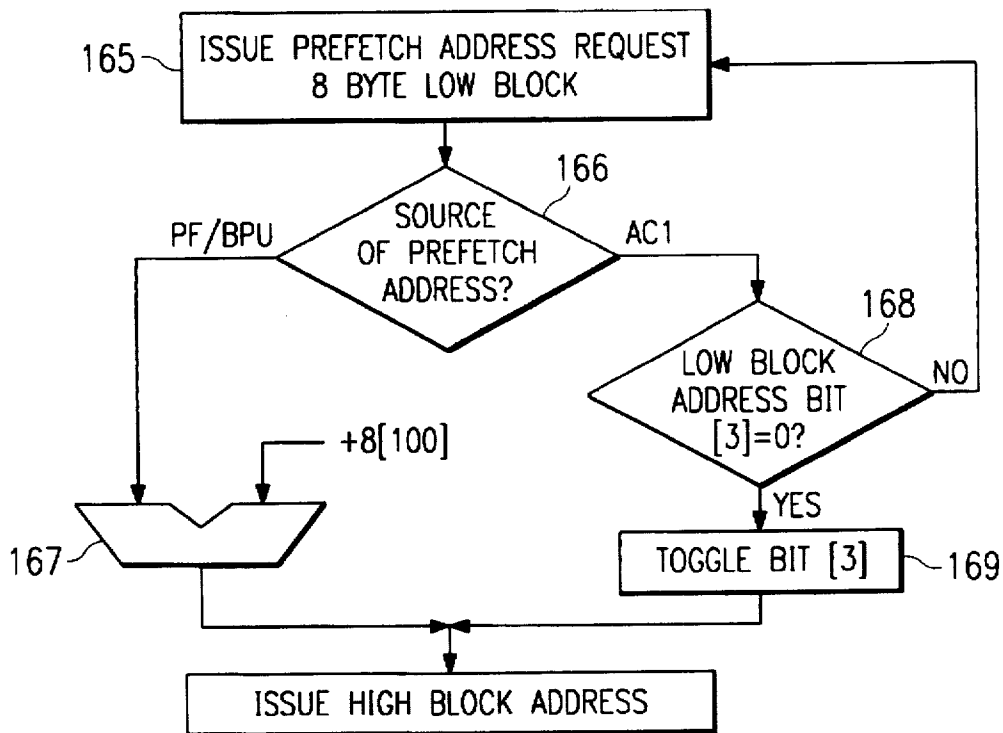 165
ISSUE PREFETCH ADDRESS REQUEST
8 BYTE LOW BLOCK
166
SOURCE
OF PREFETCH
ADDRESS?
PF/BPU
AC1
168
LOW BLOCK
ADDRESS BIT
[3]=0?
NO
+8[100]
YES
167
TOGGLE BIT [3]
169
ISSUE HIGH BLOCK ADDRESS